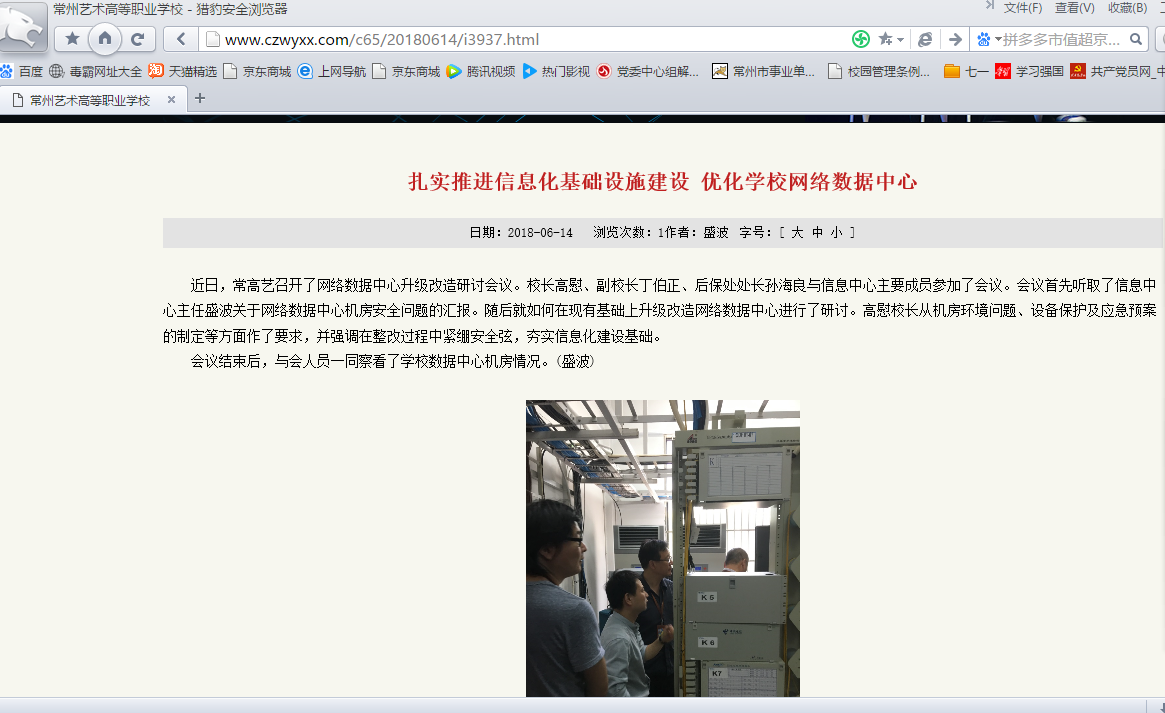 常州艺术高等职业学校 - 猎豹安全浏览器
文件(F) 查看(V) 收藏(B)
www.czwyxx.com/c65/20180614/i3937.html
拼多多市值超京...
百度 毒霸网址大全 天猫精选 京东商城 上网导航 京东商城 腾讯视频 热门影视 党委中心组解... 常州市事业单... 校园管理条例... 七一 学习强国 共产党员网_中
常州艺术高等职业学校
扎实推进信息化基础设施建设 优化学校网络数据中心
日期：2018-06-14 浏览次数：1作者：盛波 字号：[ 大 中 小 ]
近日，常高艺召开了网络数据中心升级改造研讨会议。校长高慰、副校长丁伯正、后保处处长孙海良与信息中心主要成员参加了会议。会议首先听取了信息中
心主任盛波关于网络数据中心机房安全问题的汇报。随后就如何在现有基础上升级改造网络数据中心进行了研讨。高慰校长从机房环境问题、设备保护及应急预案
的制定等方面作了要求，并强调在整改过程中紧绷安全弦，夯实信息化建设基础。
会议结束后，与会人员一同察看了学校数据中心机房情况。(盛波)
K 5
K 6
K7